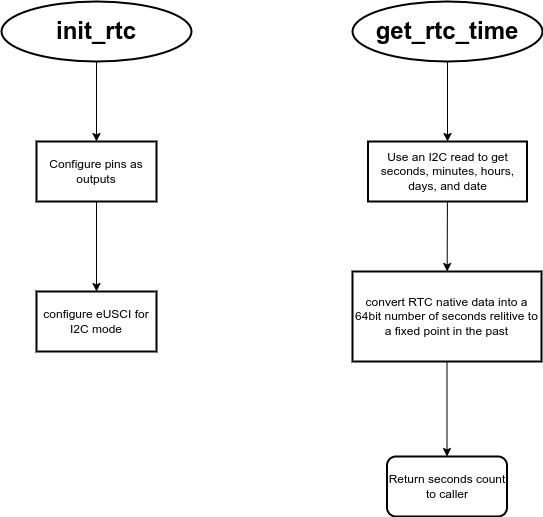 init_rtc
Configure pins as
outputs
configure eUSCI for
I2C mode
get_rtc_time
Use an I2C read to get
seconds, minutes, hours,
days, and date
convert RTC native data into a
64bit number of seconds relitive to
a fixed point in the past
Return seconds count
to caller